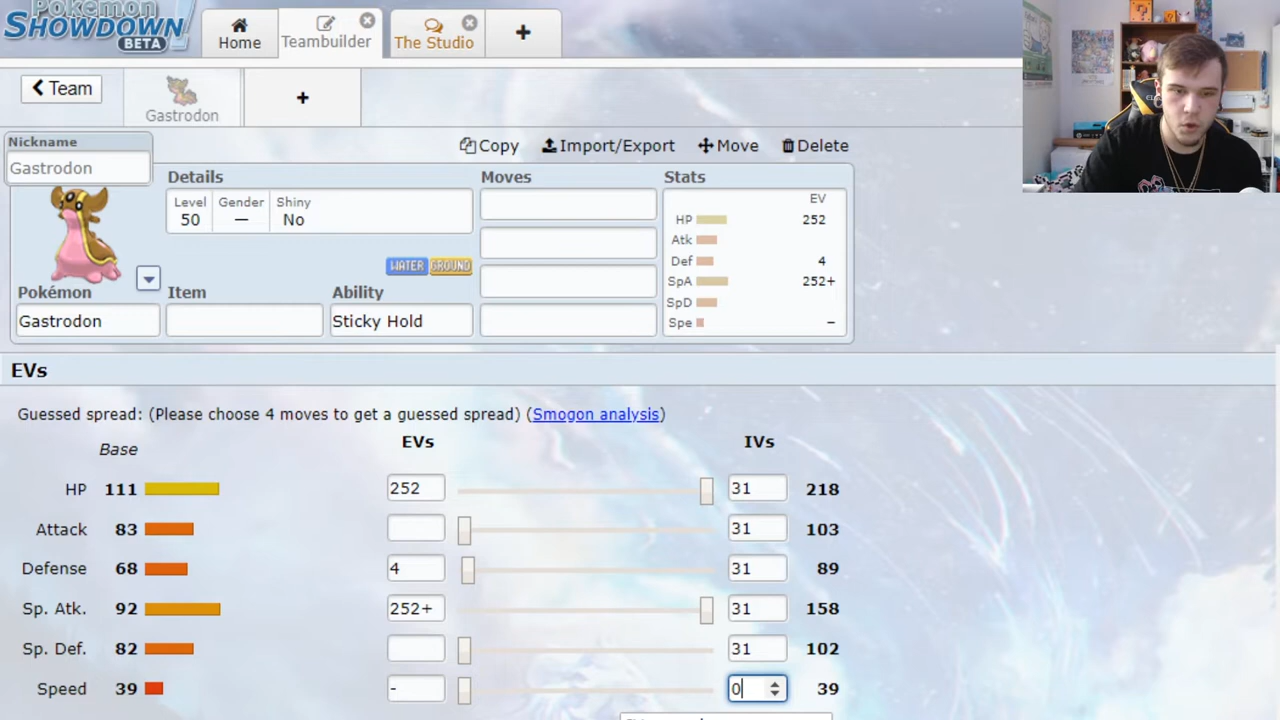 Pokémon
SHOWDOWN!
BETA
Home
Teambuilder
The Studio
+
Team
Gastrodon
+
Nickname
Gastrodon
Copy
Import/Export
Move
Delete
Details
Moves
Stats
Level
Gender
Shiny
50
—
No
EV
HP
252
Atk
Def
4
SpA
252+
SpD
Spe
–
WATER
GROUND
Pokémon
Item
Ability
Gastrodon
Sticky Hold
EVs
Guessed spread: (Please choose 4 moves to get a guessed spread) (Smogon analysis)
Base
EVs
IVs
HP 111 252 31 218
Attack 83 31 103
Defense 68 4 31 89
Sp. Atk. 92 252+ 31 158
Sp. Def. 82 31 102
Speed 39 - 0 39